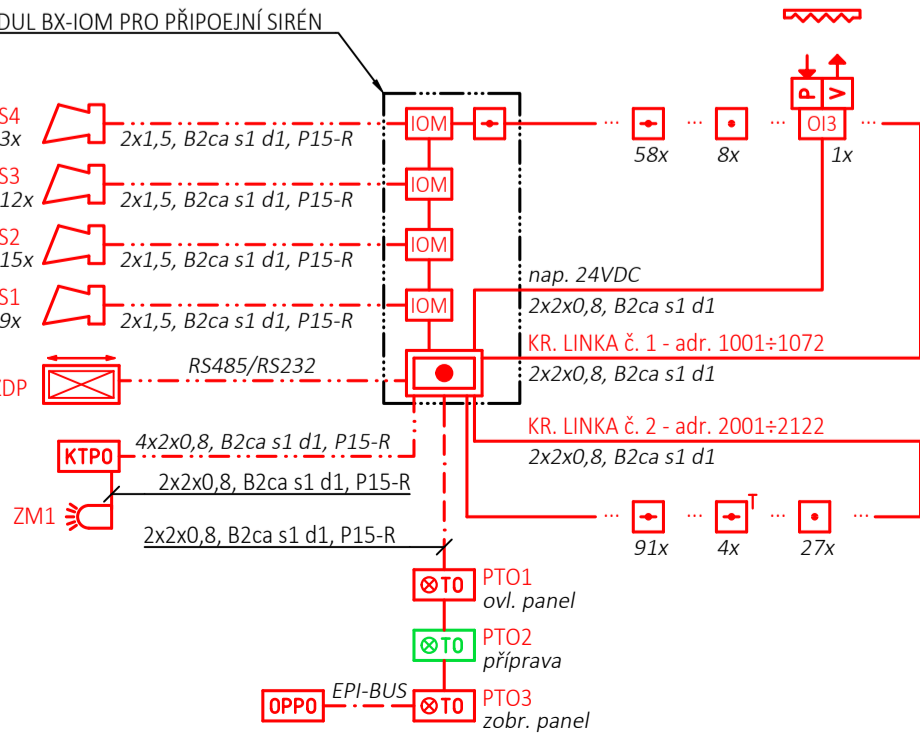 DUL BX-IOM PRO PŘIPOEJNÍ SIRÉN
S4
3x
2x1,5, B2ca s1 d1, P15-R
IOM
...
58x
...
8x
...
P
V
OI3
1x
...
S3
12x
2x1,5, B2ca s1 d1, P15-R
IOM
S2
15x
2x1,5, B2ca s1 d1, P15-R
IOM
S1
9x
2x1,5, B2ca s1 d1, P15-R
IOM
nap. 24VDC
2x2x0,8, B2ca s1 d1
KR. LINKA č. 1 - adr. 1001÷1072
2x2x0,8, B2ca s1 d1
ZDP
RS485/RS232
KR. LINKA č. 2 - adr. 2001÷2122
2x2x0,8, B2ca s1 d1
KTPO
4x2x0,8, B2ca s1 d1, P15-R
2x2x0,8, B2ca s1 d1, P15-R
ZM1
2x2x0,8, B2ca s1 d1, P15-R
...
91x
...
T
4x
...
27x
...
TO
PTO1
ovl. panel
TO
PTO2
příprava
OPPO
EPI-BUS
TO
PTO3
zobr. panel